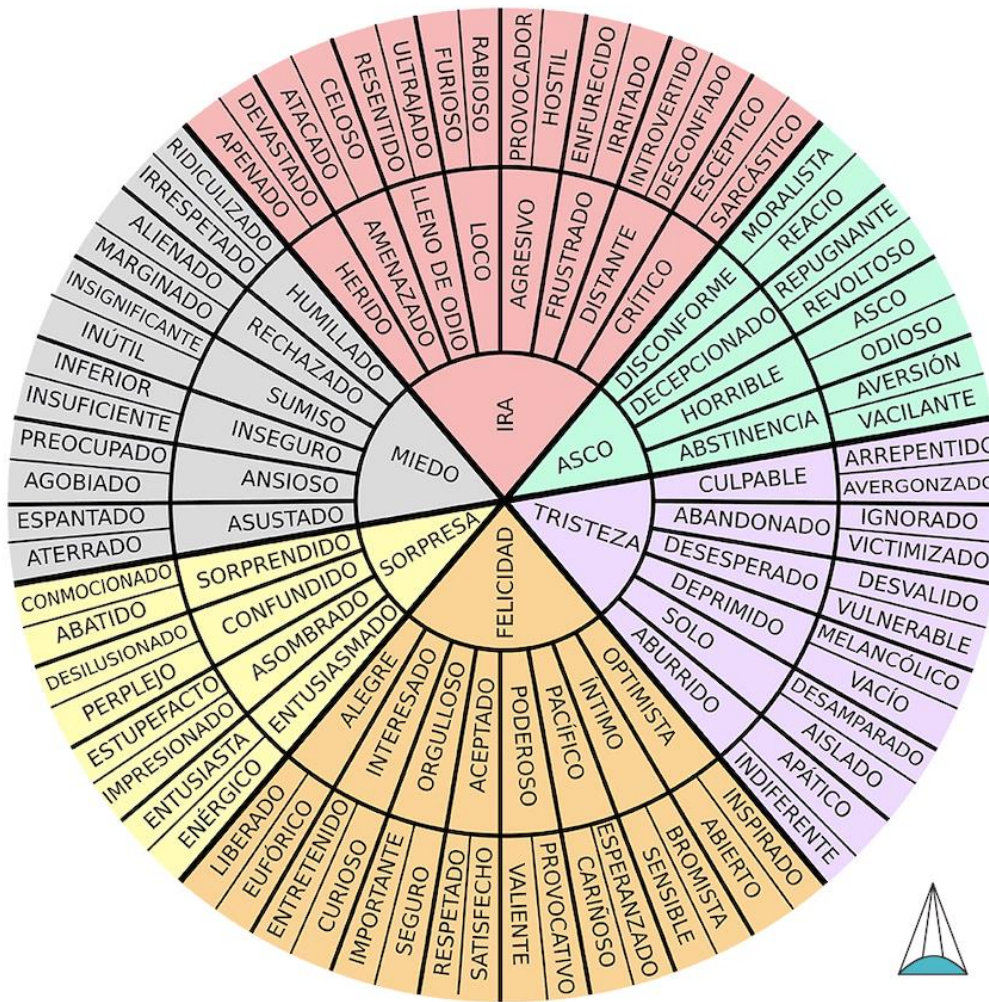 IRA
HERIDO
APENADO
DEVASTADO
AMENAZADO
ATACADO
CELOSO
LLENO DE ODIO
RESENTIDO
ULTRAJADO
LOCO
FURIOSO
RABIOSO
AGRESIVO
PROVOCADOR
HOSTIL
FRUSTRADO
ENFURECIDO
IRRITADO
DISTANTE
INTROVERTIDO
DESCONFIADO
CRÍTICO
ESCÉPTICO
SARCÁSTICO
ASCO
DISCONFORME
MORALISTA
REACIO
DECEPCIONADO
REPUGNANTE
REVOLTOSO
HORRIBLE
ASCO
ODIOSO
ABSTINENCIA
AVERSIÓN
VACILANTE
TRISTEZA
CULPABLE
ARREPENTIDO
AVERGONZADO
ABANDONADO
IGNORADO
VICTIMIZADO
DESESPERADO
DESVALIDO
VULNERABLE
DEPRIMIDO
MELANCÓLICO
VACÍO
SOLO
DESAMPARADO
AISLADO
ABURRIDO
APÁTICO
INDIFERENTE
FELICIDAD
OPTIMISTA
INSPIRADO
ABIERTO
ÍNTIMO
BROMISTA
SENSIBLE
PACÍFICO
ESPERANZADO
CARIÑOSO
PODEROSO
PROVOCATIVO
VALIENTE
ACEPTADO
SATISFECHO
RESPETADO
ORGULLOSO
SEGURO
IMPORTANTE
INTERESADO
CURIOSO
ENTRETENIDO
ALEGRE
EUFÓRICO
LIBERADO
SORPRESA
ENTUSIASMADO
ENÉRGICO
ENTUSIASTA
ASOMBRADO
IMPRESIONADO
ESTUPEFACTO
CONFUNDIDO
PERPLEJO
DESILUSIONADO
SORPRENDIDO
ABATIDO
CONMOCIONADO
MIEDO
ASUSTADO
ATERRADO
ESPANTADO
ANSIOSO
AGOBIADO
PREOCUPADO
INSEGURO
INSUFICIENTE
INFERIOR
SUMISO
INÚTIL
INSIGNIFICANTE
RECHAZADO
MARGINADO
ALIENADO
HUMILLADO
IRRESPETADO
RIDICULIZADO